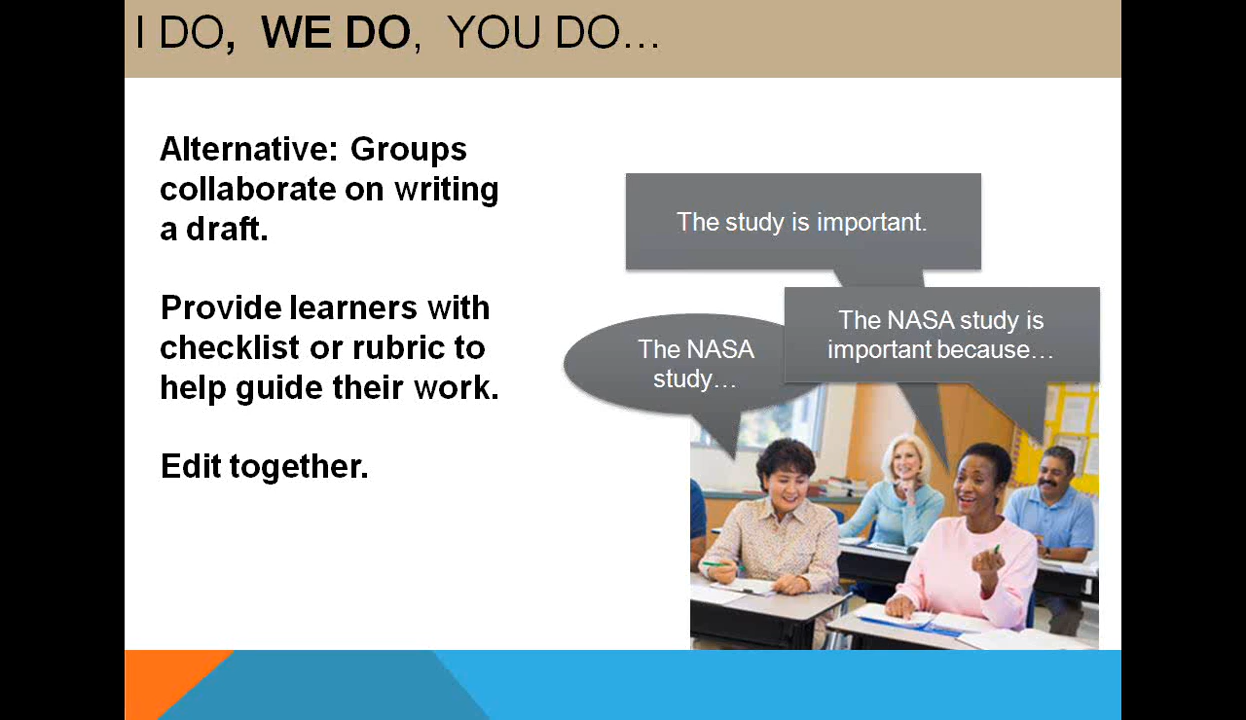 I DO, WE DO, YOU DO...
Alternative: Groups
collaborate on writing
a draft.
Provide learners with
checklist or rubric to
help guide their work.
Edit together.
The study is important.
The NASA study is
important because...
The NASA
study...